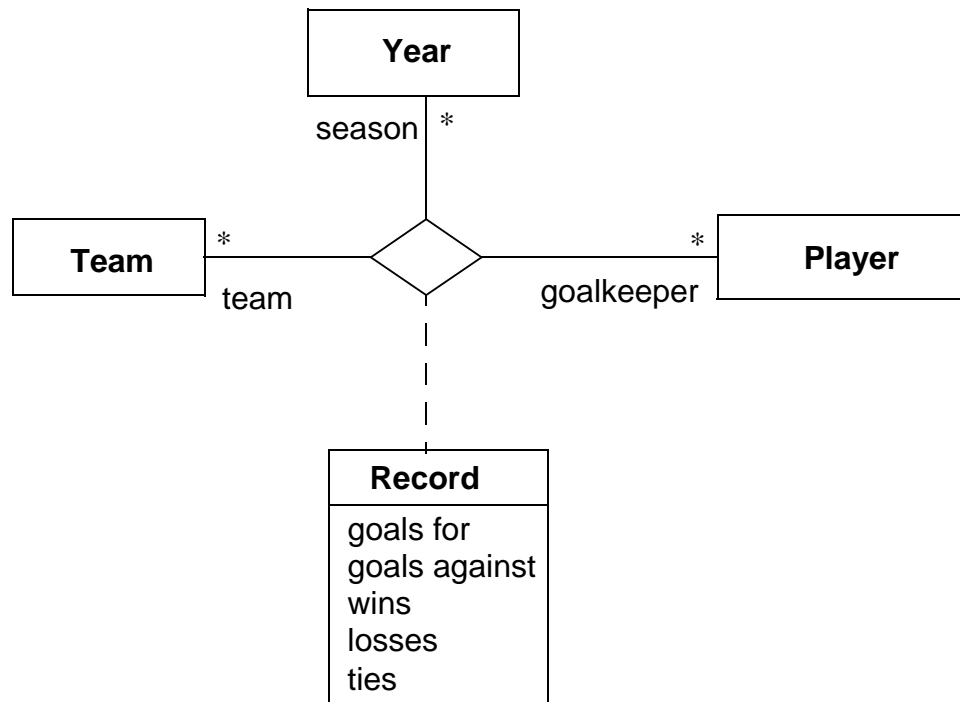 Year
season *
* *
Team
Player
team
goalkeeper
Record
goals for
goals against
wins
losses
ties